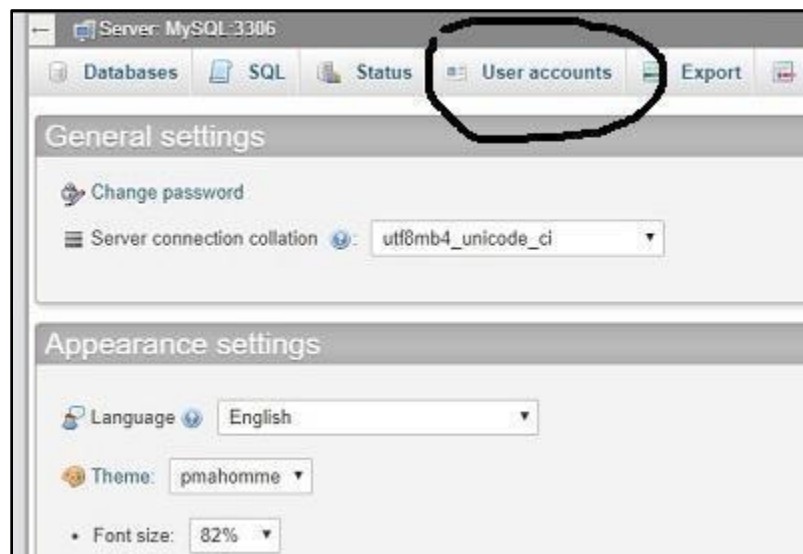 Server: MySQL:3306
Databases SQL Status User accounts Export
General settings
Change password
Server connection collation : utf8mb4_unicode_ci
Appearance settings
Language English
Theme: pmahomme
• Font size: 82%